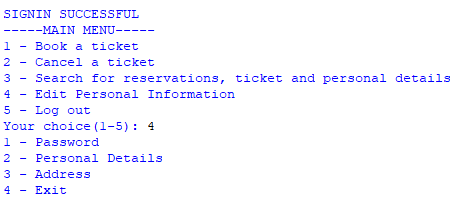 SIGNIN SUCCESSFUL
-----MAIN MENU-----
1 - Book a ticket
2 - Cancel a ticket
3 - Search for reservations, ticket and personal details
4 - Edit Personal Information
5 - Log out
Your choice(1-5): 4
1 - Password
2 - Personal Details
3 - Address
4 - Exit